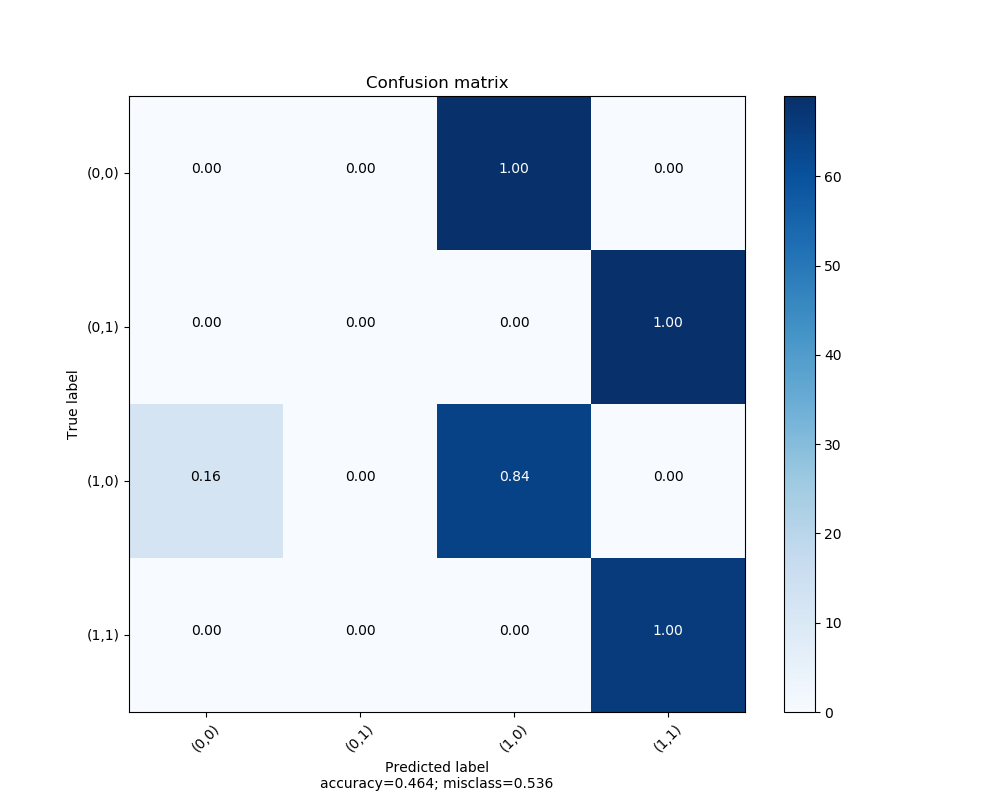 Confusion matrix
True label
(0,0) 0.00 0.00 1.00 0.00
(0,1) 0.00 0.00 0.00 1.00
(1,0) 0.16 0.00 0.84 0.00
(1,1) 0.00 0.00 0.00 1.00
(0,0) (0,1) (1,0) (1,1)
Predicted label
accuracy=0.464; misclass=0.536
60
50
40
30
20
10
0